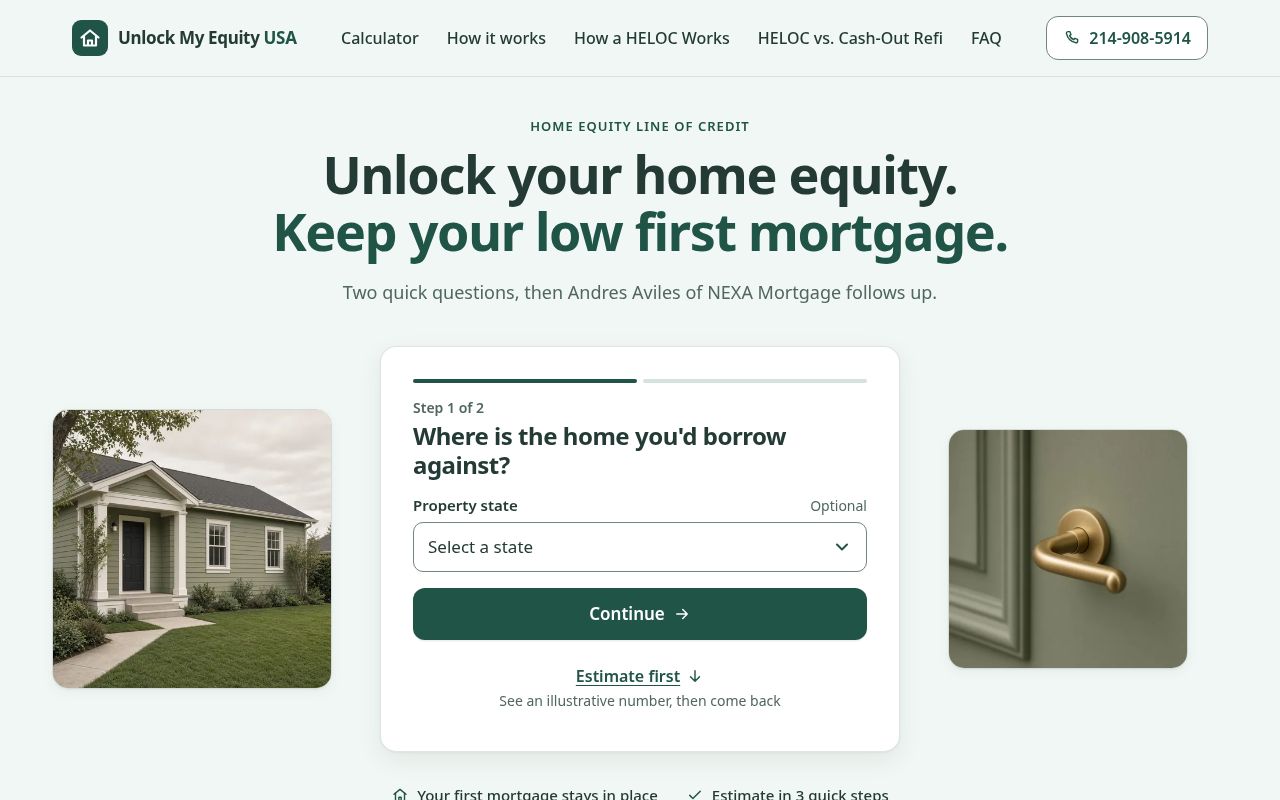 Unlock My Equity USA
Calculator
How it works
How a HELOC Works
HELOC vs. Cash-Out Refi
FAQ
214-908-5914
HOME EQUITY LINE OF CREDIT
Unlock your home equity.
Keep your low first mortgage.
Two quick questions, then Andres Aviles of NEXA Mortgage follows up.
Step 1 of 2
Where is the home you'd borrow
against?
Property state
Optional
Select a state
Continue
Estimate first
See an illustrative number, then come back
Your first mortgage stays in place
Estimate in 3 quick steps